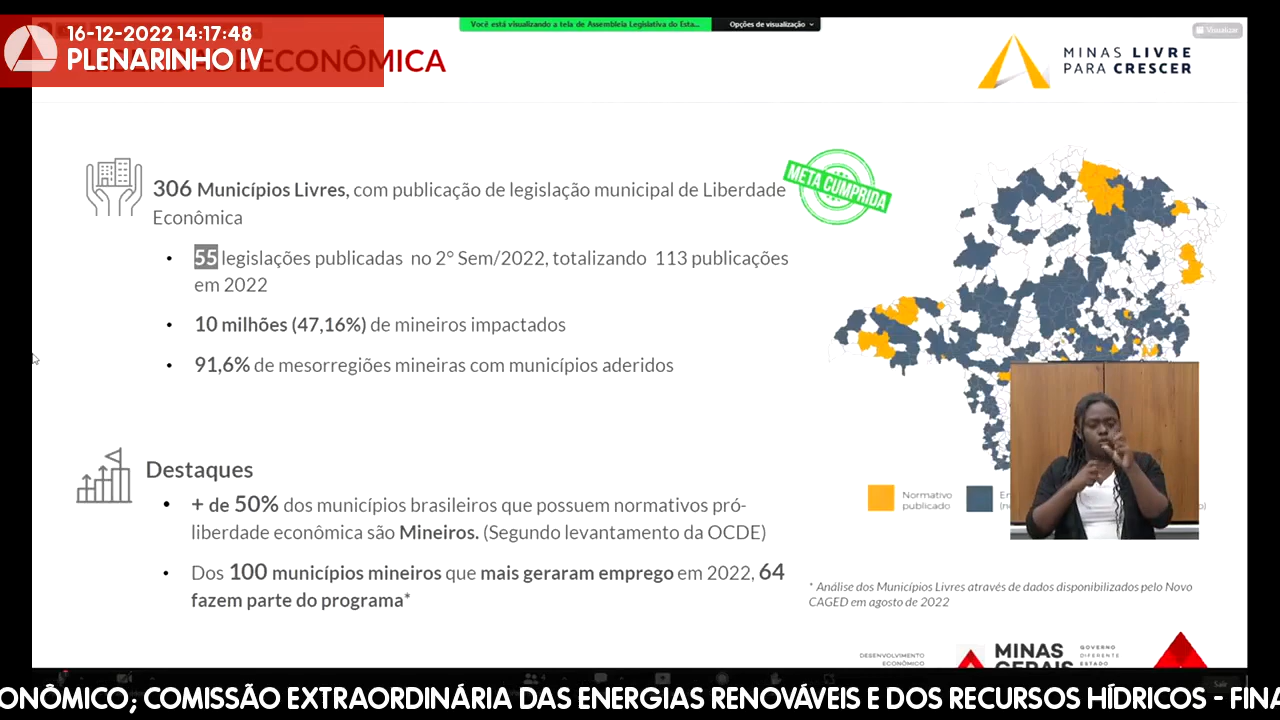 Você está visualizando a tela de Assembleia Legislativa do Esta...
Opções de visualização
Visualizar
16-12-2022 14:17:48
PLENARINHO IV
ECONÔMICA
MINAS LIVRE
PARA CRESCER
306 Municípios Livres, com publicação de legislação municipal de Liberdade
Econômica
META CUMPRIDA
• 55 legislações publicadas no 2° Sem/2022, totalizando 113 publicações
em 2022
• 10 milhões (47,16%) de mineiros impactados
• 91,6% de mesorregiões mineiras com municípios aderidos
Destaques
• + de 50% dos municípios brasileiros que possuem normativos pró-
liberdade econômica são Mineiros. (Segundo levantamento da OCDE)
• Dos 100 municípios mineiros que mais geraram emprego em 2022, 64
fazem parte do programa*
Normativo
publicado
* Análise dos Municípios Livres através de dados disponibilizados pelo Novo
CAGED em agosto de 2022
DESENVOLVIMENTO
ECONÔMICO
MINAS
GERAIS
GOVERNO
DIFERENTE
ESTADO
Sair
ONÔMICO; COMISSÃO EXTRAORDINÁRIA DAS ENERGIAS RENOVÁVEIS E DOS RECURSOS HÍDRICOS - FINA